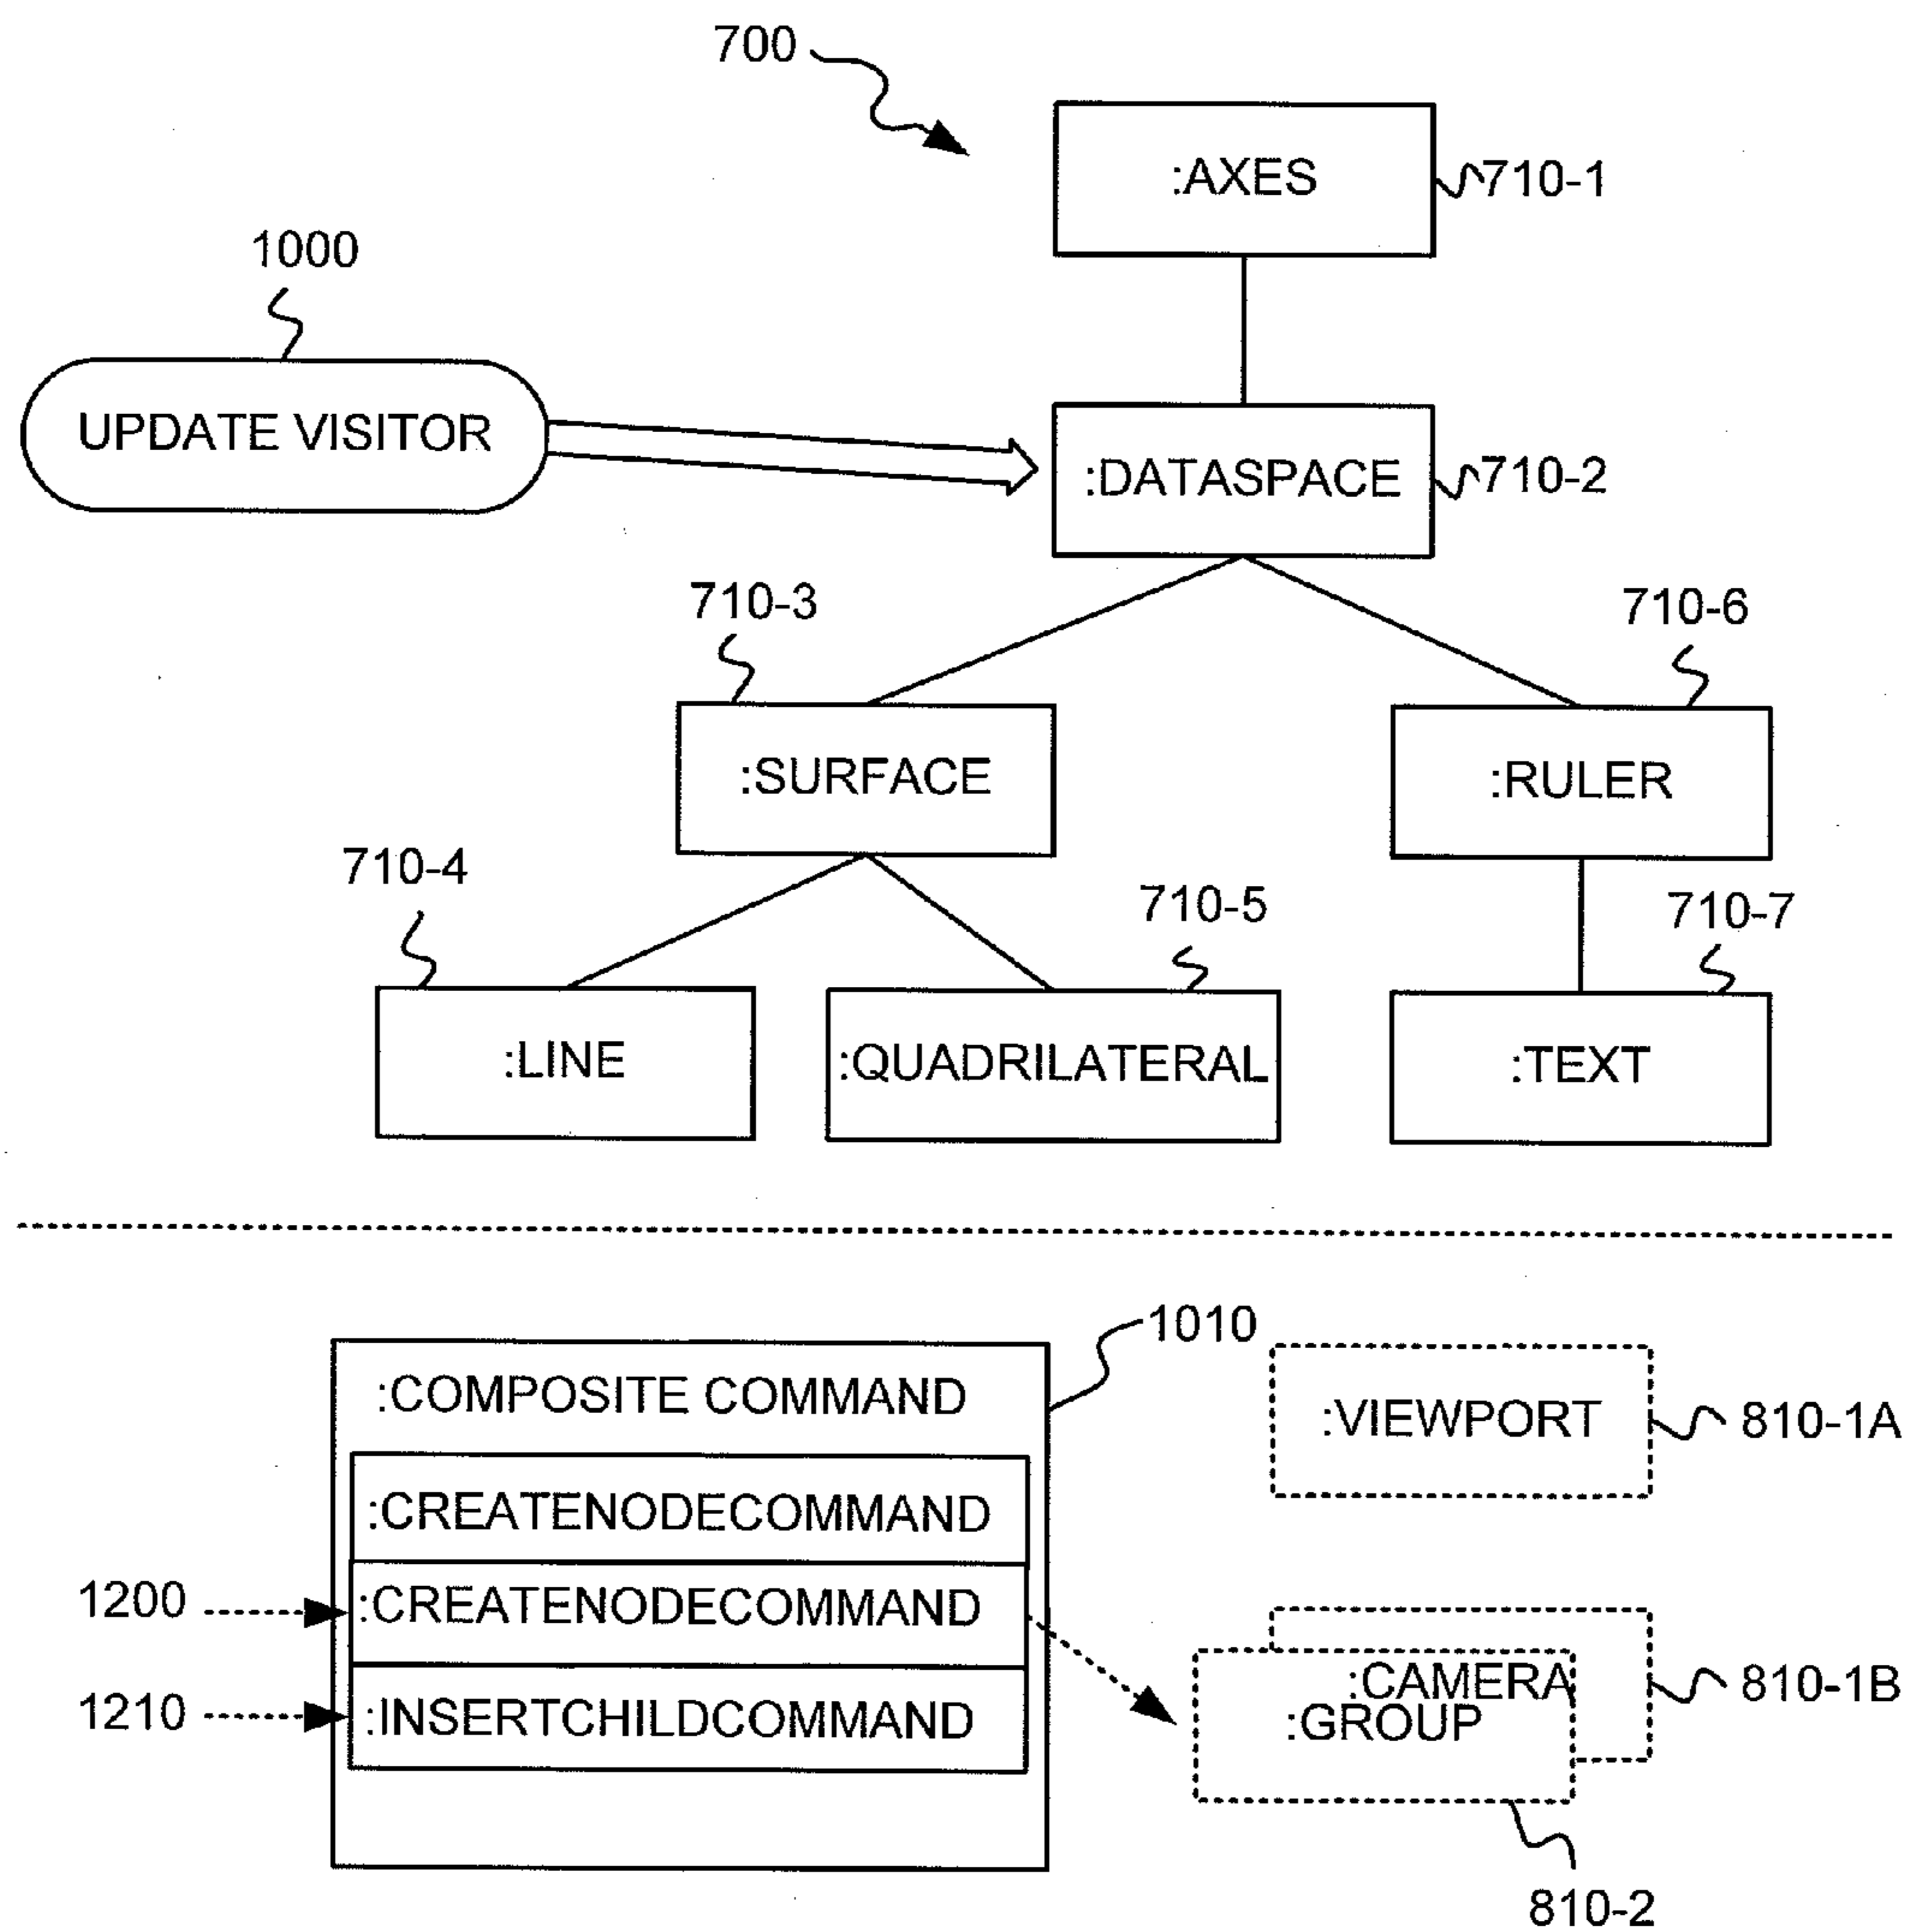 700
:AXES
710-1
1000
UPDATE VISITOR
:DATASPACE
710-2
710-3
710-6
:SURFACE
:RULER
710-4
710-5
710-7
:LINE
:QUADRILATERAL
:TEXT
1010
:COMPOSITE COMMAND
:VIEWPORT
810-1A
:CREATENODECOMMAND
1200
:CREATENODECOMMAND
:CAMERA
810-1B
1210
:INSERTCHILDCOMMAND
:GROUP
810-2